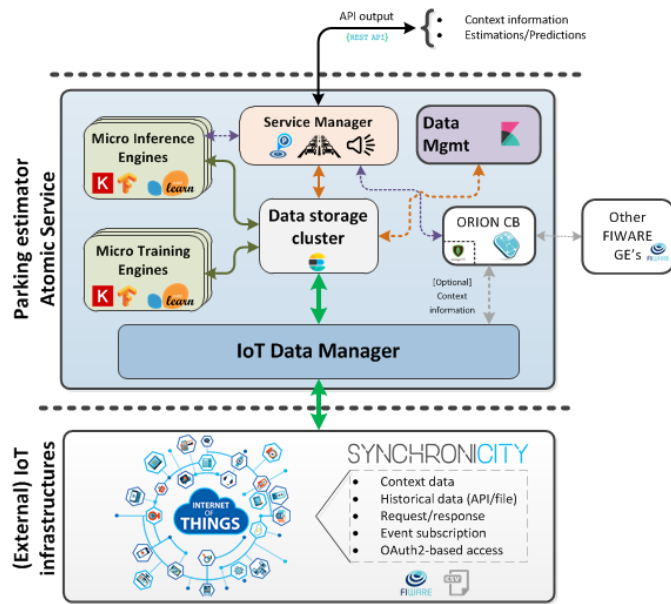 API output
{REST API}
• Context information
• Estimations/Predictions
Parking estimator
Atomic Service
Micro Inference
Engines
K
learn
Service Manager
Data
Mgmt
Data storage
cluster
Micro Training
Engines
K
learn
ORION CB
Other
FIWARE
GE's
FIWARE
[Optional]
Context
information
IoT Data Manager
(External) IoT
infrastructures
INTERNET
OF
THINGS
SYNCHRONICITY
• Context data
• Historical data (API/file)
• Request/response
• Event subscription
• OAuth2-based access
FIWARE
CSV